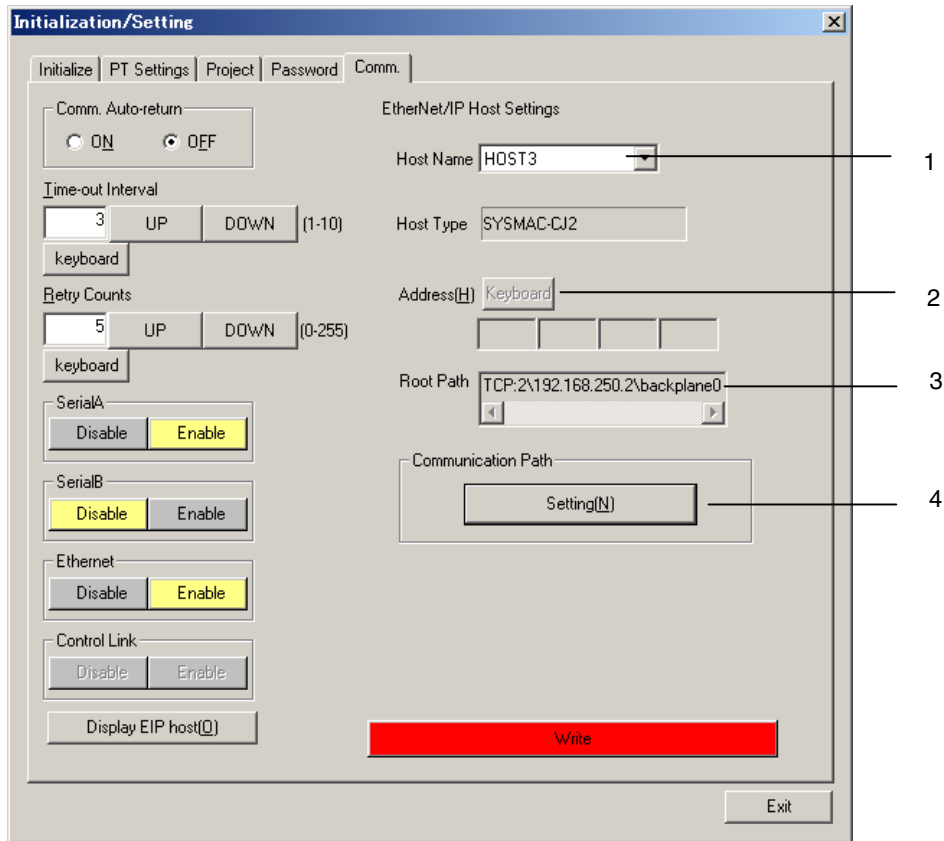 Initialization/Setting
Initialize PT Settings Project Password Comm.
Comm. Auto-return
ON OFF
Time-out Interval
3 UP DOWN (1-10)
keyboard
Retry Counts
5 UP DOWN (0-255)
keyboard
SerialA
Disable Enable
SerialB
Disable Enable
Ethernet
Disable Enable
Control Link
Disable Enable
Display EIP host(O)
EtherNet/IP Host Settings
Host Name HOST3
1
Host Type SYSMAC-CJ2
Address(H) Keyboard
2
Root Path TCP:2\192.168.250.2\backplane0
3
Communication Path
Setting(N)
4
Write
Exit